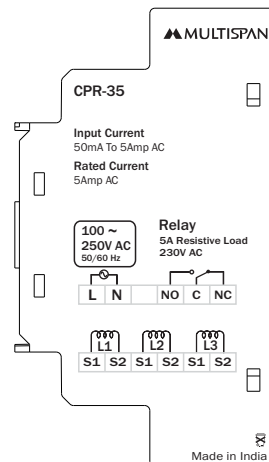 MULTISPAN
CPR-35
Input Current
50mA To 5Amp AC
Rated Current
5Amp AC
100 ~
250V AC
50/60 Hz
Relay
5A Resistive Load
230V AC
L N NO C NC
L1 L2 L3
S1 S2 S1 S2 S1 S2
Made in India